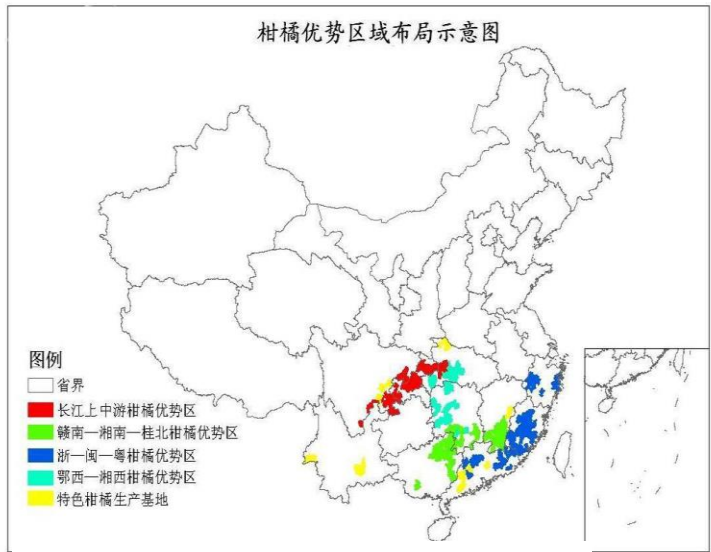 柑橘优势区域布局示意图
图例
省界
长江上中游柑橘优势区
赣南—湘南—桂北柑橘优势区
浙—闽—粤柑橘优势区
鄂西—湘西柑橘优势区
特色柑橘生产基地